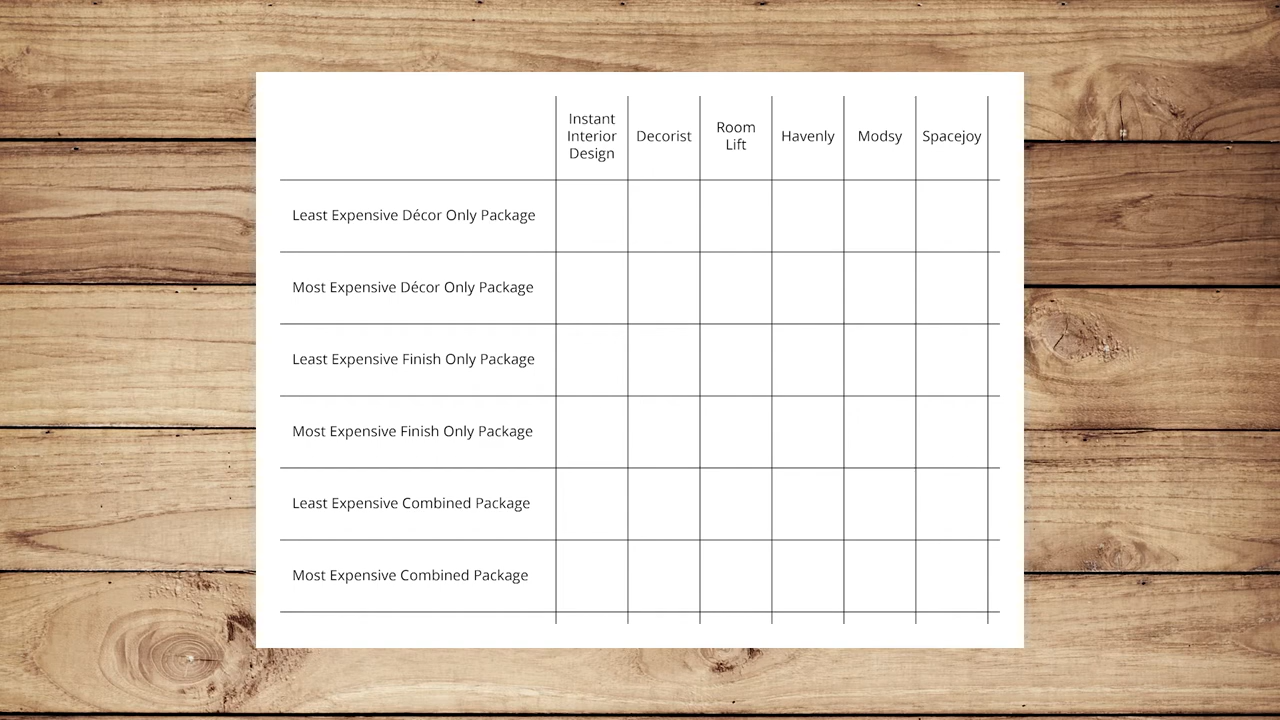 Instant
Interior
Design
Decorist
Room
Lift
Havenly
Modsy
Spacejoy
Least Expensive Décor Only Package
Most Expensive Décor Only Package
Least Expensive Finish Only Package
Most Expensive Finish Only Package
Least Expensive Combined Package
Most Expensive Combined Package